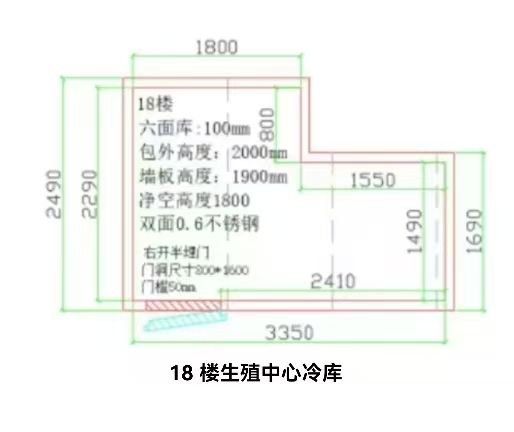 1800
18楼
六面库:100mm
包外高度：2000mm
墙板高度：1900mm
净空高度1800
双面0.6不锈钢
800
1550
2490
2290
1490
1690
右开半埋门
门洞尺寸800*1600
门槛50mm
2410
3350
18 楼生殖中心冷库